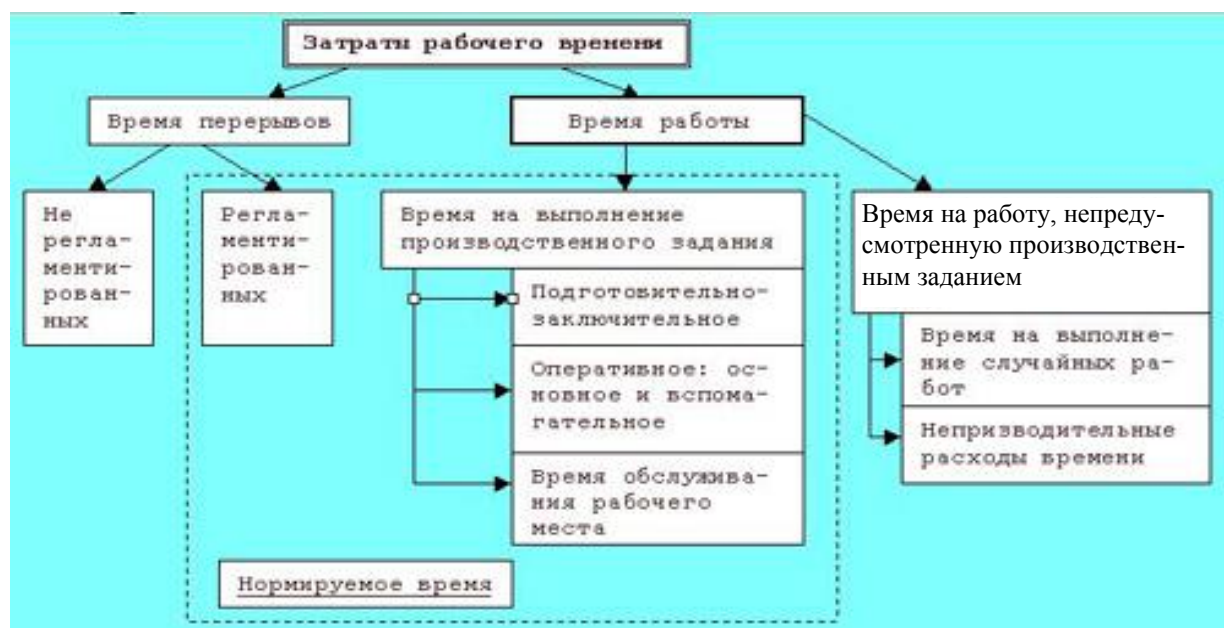 Затраты рабочего времени
Время перерывов
Время работы
Не
регла-
менти-
рован-
ных
Регла-
менти-
рован-
ных
Время на выполнение
производственного задания
Подготовительно-
заключительное
Оперативное: ос-
новное и вспома-
гательное
Время обслужива-
ния рабочего
места
Время на работу, непреду-
смотренную производствен-
ным заданием
Время на выполне-
ние случайных ра-
бот
Непризводительные
расходы времени
Нормируемое время